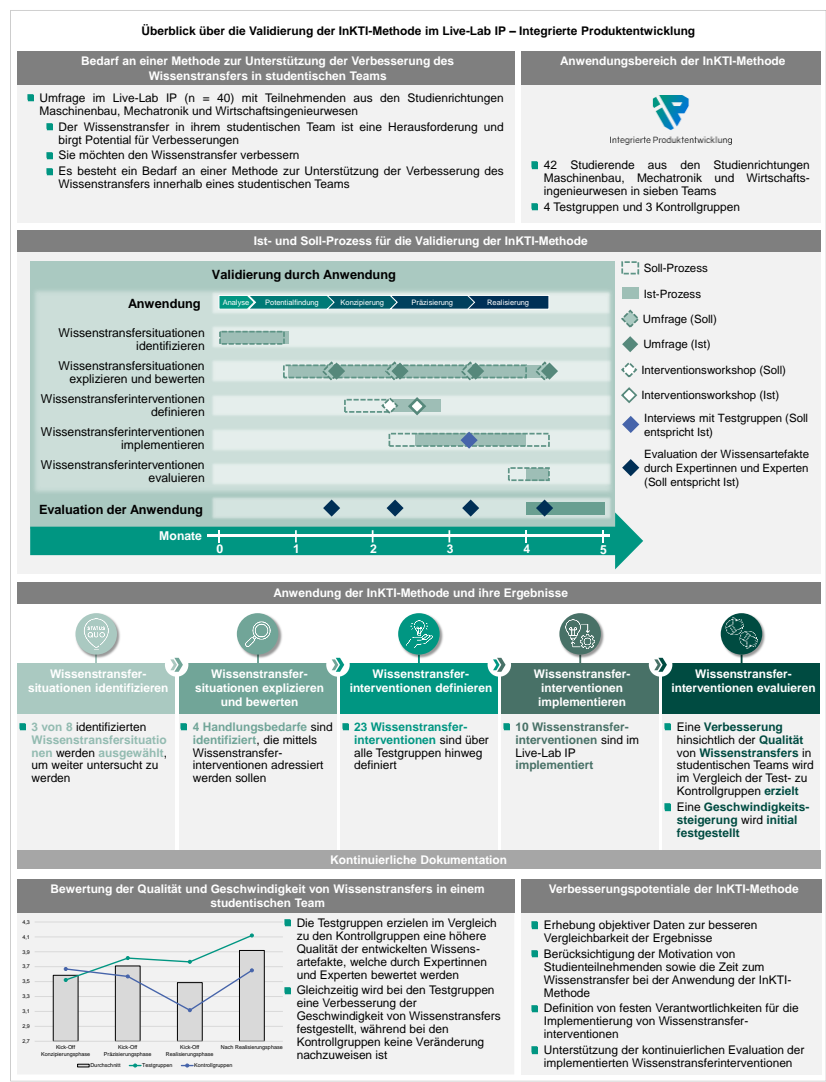 Überblick über die Validierung der InKTI-Methode im Live-Lab IP – Integrierte Produktentwicklung
Bedarf an einer Methode zur Unterstützung der Verbesserung des
Wissenstransfers in studentischen Teams
Umfrage im Live-Lab IP (n = 40) mit Teilnehmenden aus den Studienrichtungen
Maschinenbau, Mechatronik und Wirtschaftsingenieurwesen
Der Wissenstransfer in ihrem studentischen Team ist eine Herausforderung und
birgt Potential für Verbesserungen
Sie möchten den Wissenstransfer verbessern
Es besteht ein Bedarf an einer Methode zur Unterstützung der Verbesserung des
Wissenstransfers innerhalb eines studentischen Teams
Anwendungsbereich der InKTI-Methode
Integrierte Produktentwicklung
42 Studierende aus den Studienrichtungen
Maschinenbau, Mechatronik und Wirtschafts-
ingenieurwesen in sieben Teams
4 Testgruppen und 3 Kontrollgruppen
Ist- und Soll-Prozess für die Validierung der InKTI-Methode
Validierung durch Anwendung
Anwendung
Analyse
Potentialfindung
Konzipierung
Präzisierung
Realisierung
Wissenstransfersituationen
identifizieren
Wissenstransfersituationen
explizieren und bewerten
Wissenstransferinterventionen
definieren
Wissenstransferinterventionen
implementieren
Wissenstransferinterventionen
evaluieren
Evaluation der Anwendung
Monate
0
1
2
3
4
5
Soll-Prozess
Ist-Prozess
Umfrage (Soll)
Umfrage (Ist)
Interventionsworkshop (Soll)
Interventionsworkshop (Ist)
Interviews mit Testgruppen (Soll
entspricht Ist)
Evaluation der Wissensartefakte
durch Expertinnen und Experten
(Soll entspricht Ist)
Anwendung der InKTI-Methode und ihre Ergebnisse
STATUS
QUO
Wissenstransfer-
situationen identifizieren
3 von 8 identifizierten
Wissenstransfersituatio
nen werden ausgewählt,
um weiter untersucht zu
werden
Wissenstransfer-
situationen explizieren
und bewerten
4 Handlungsbedarfe sind
identifiziert, die mittels
Wissenstransfer-
interventionen adressiert
werden sollen
Wissenstransfer-
interventionen definieren
23 Wissenstransfer-
interventionen sind über
alle Testgruppen hinweg
definiert
Wissenstransfer-
interventionen
implementieren
10 Wissenstransfer-
interventionen sind im
Live-Lab IP
implementiert
Wissenstransfer-
interventionen evaluieren
Eine Verbesserung
hinsichtlich der Qualität
von Wissenstransfers in
studentischen Teams wird
im Vergleich der Test- zu
Kontrollgruppen erzielt
Eine Geschwindigkeits-
steigerung wird initial
festgestellt
Kontinuierliche Dokumentation
Bewertung der Qualität und Geschwindigkeit von Wissenstransfers in einem
studentischen Team
4,3
4,1
3,9
3,7
3,5
3,3
3,1
2,9
2,7
Kick-Off
Konzipierungsphase
Kick-Off
Präzisierungsphase
Kick-Off
Realisierungsphase
Nach Realisierungsphase
Durchschnitt
Testgruppen
Kontrollgruppen
Die Testgruppen erzielen im Vergleich
zu den Kontrollgruppen eine höhere
Qualität der entwickelten Wissens-
artefakte, welche durch Expertinnen
und Experten bewertet werden
Gleichzeitig wird bei den Testgruppen
eine Verbesserung der
Geschwindigkeit von Wissenstransfers
festgestellt, während bei den
Kontrollgruppen keine Veränderung
nachzuweisen ist
Verbesserungspotentiale der InKTI-Methode
Erhebung objektiver Daten zur besseren
Vergleichbarkeit der Ergebnisse
Berücksichtigung der Motivation von
Studienteilnehmenden sowie die Zeit zum
Wissenstransfer bei der Anwendung der InKTI-
Methode
Definition von festen Verantwortlichkeiten für die
Implementierung von Wissenstransfer-
interventionen
Unterstützung der kontinuierlichen Evaluation der
implementierten Wissenstransferinterventionen